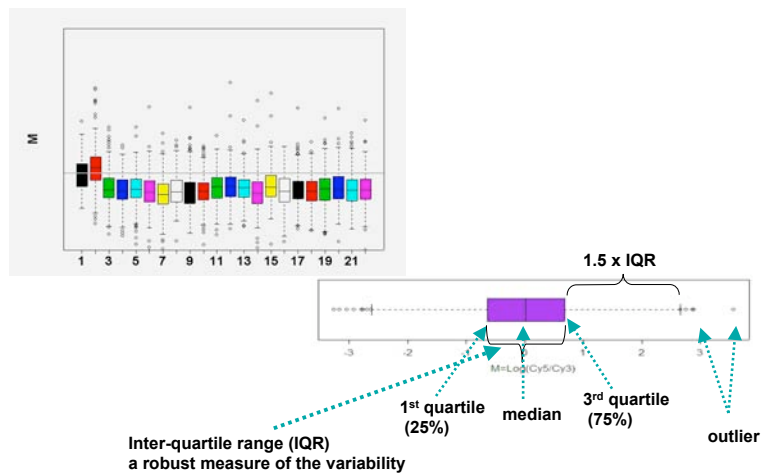 M
1 3 5 7 9 11 13 15 17 19 21
1.5 x IQR
-3 -2 -1 0 1 2 3
M=Log(Cy5/Cy3)
1st quartile
(25%)
median
3rd quartile
(75%)
outlier
Inter-quartile range (IQR)
a robust measure of the variability